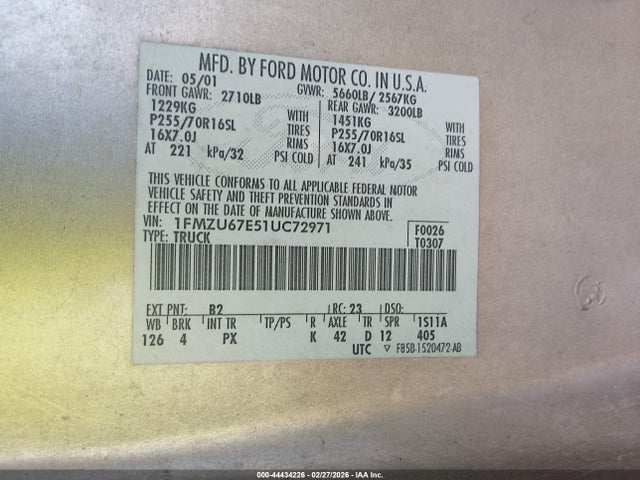 MFD. BY FORD MOTOR CO. IN U.S.A.
DATE: 05/01 GVWR: 5660LB/2567KG
FRONT GAWR: 2710LB REAR GAWR: 3200LB
1229KG WITH 1451KG WITH
P255/70R16SL TIRES P255/70R16SL TIRES
16X7.0J RIMS 16X7.0J RIMS
AT 221 kPa/32 PSI COLD AT 241 kPa/35 PSI COLD
THIS VEHICLE CONFORMS TO ALL APPLICABLE FEDERAL MOTOR
VEHICLE SAFETY AND THEFT PREVENTION STANDARDS IN
EFFECT ON THE DATE OF MANUFACTURE SHOWN ABOVE.
VIN: 1FMZU67E51UC72971 F0026
TYPE: TRUCK T0307
EXT PNT: B2 RC: 23 DSO:
WB BRK INT TR TP/PS R AXLE TR SPR 1S11A
126 4 PX K 42 D 12 405
UTC ▽ F85B-1520472-AB
000-44434226 - 02/27/2026 - IAA Inc.